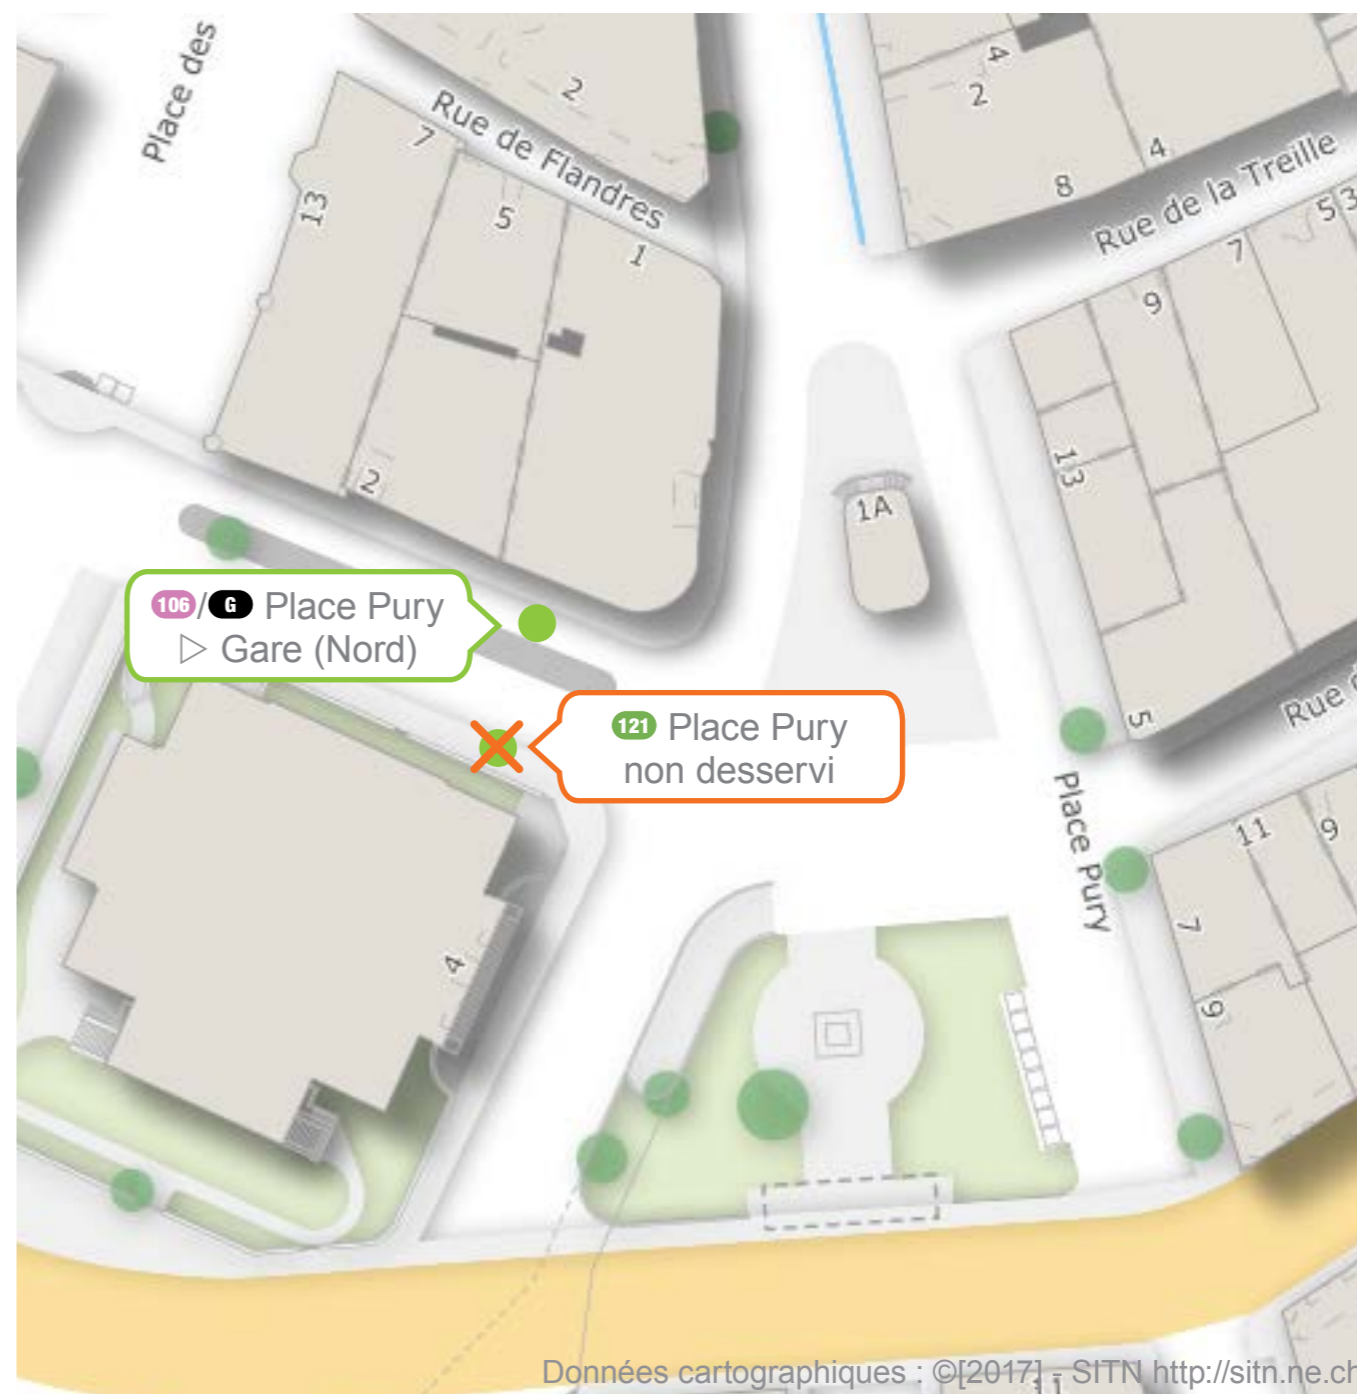 Place des
2
Rue de Flandres
7
13
5
1
2
4
2
4
8
Rue de la Treille
5
3
7
9
13
5
1A
106/G Place Pury
▷ Gare (Nord)
121 Place Pury
non desservi
Rue
Place Pury
11
9
7
9
4
Données cartographiques : ©[2017] - SITN http://sitn.ne.ch
11